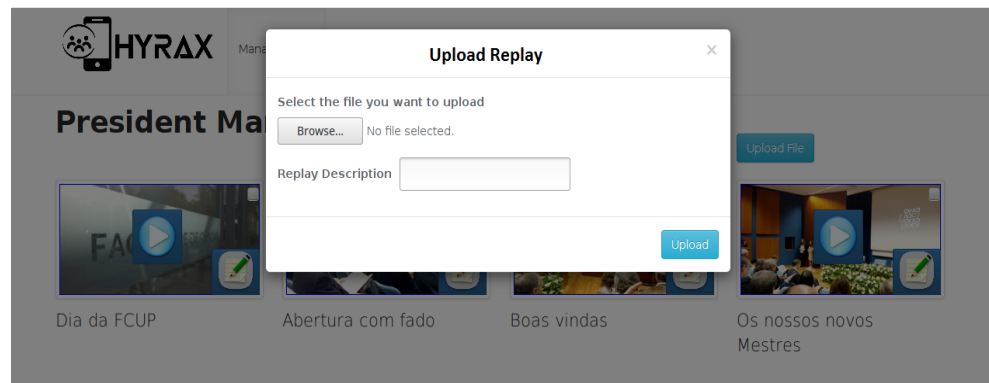 HYRAX
Mana
Upload Replay
×
Select the file you want to upload
Browse... No file selected.
Replay Description
Upload
President Ma
Upload File
FAC
Dia da FCUP
Abertura com fado
Boas vindas
Os nossos novos
Mestres